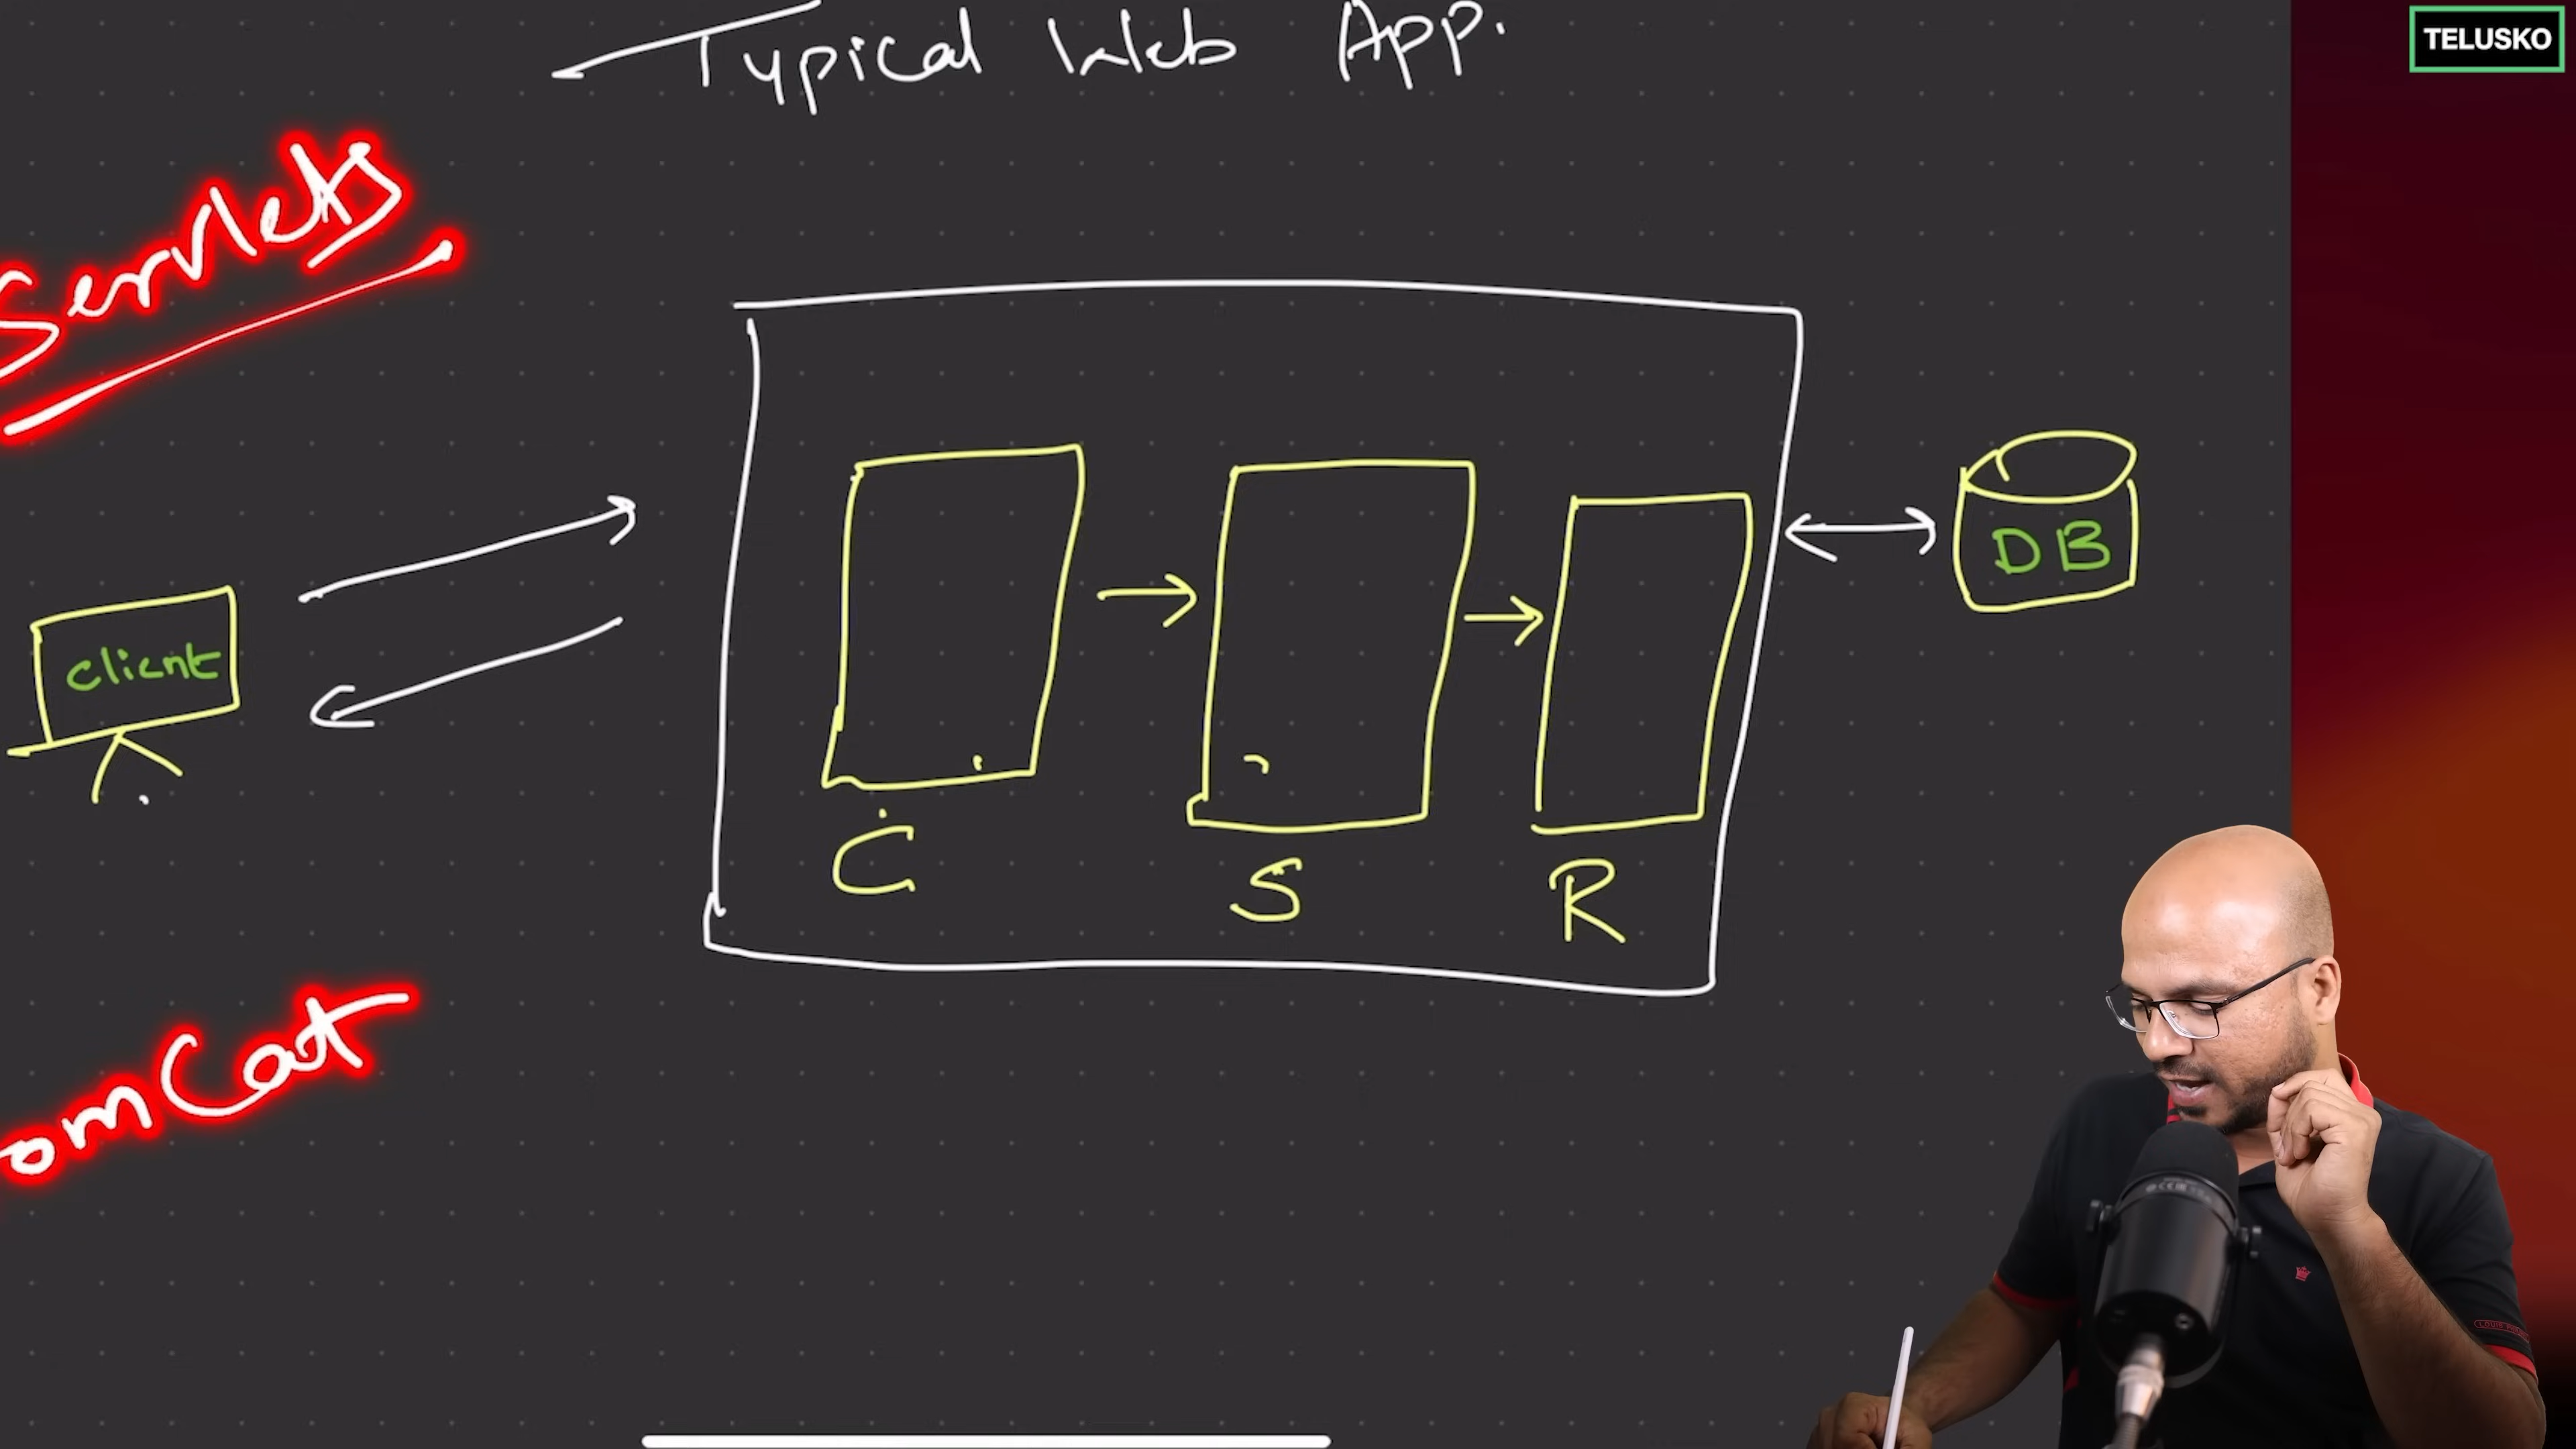 Typical Web App.
TELUSKO
Servlets
client
DB
C
S
R
omCat